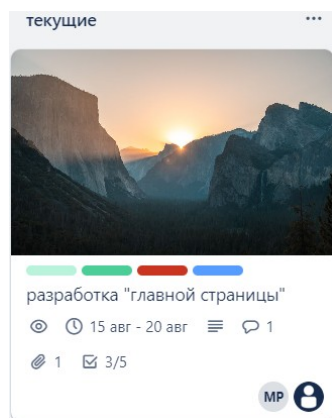 текущие
разработка "главной страницы"
15 авг - 20 авг 1
1 3/5
MP